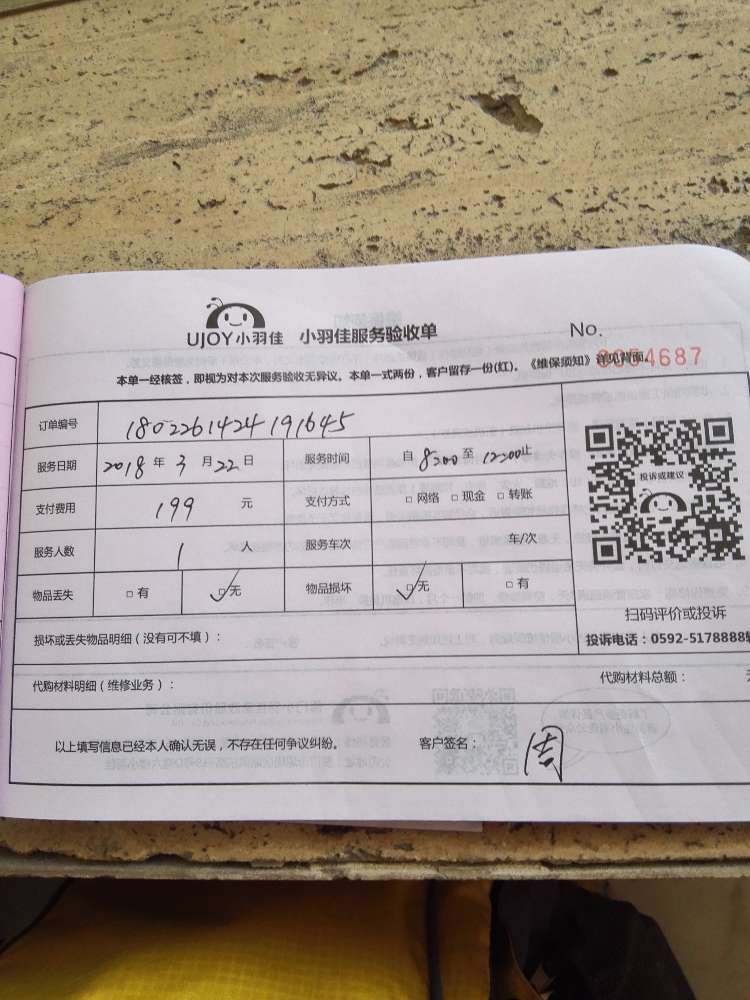 UJOY小羽佳 小羽佳服务验收单 No. 0054687
本单一经核签，即视为对本次服务验收无异议。本单一式两份，客户留存一份(红)。《维保须知》详见背面。
订单编号 1802261424191645
服务日期 2018 年 3 月 22 日 服务时间 自 8:00 至 12:00 止
支付费用 199 元 支付方式 □网络 □现金 □转账
服务人数 1 人 服务车次 车/次
物品丢失 □有 ☑无 物品损坏 ☑无 □有
投诉或建议
扫码评价或投诉
投诉电话：0592-5178888
损坏或丢失物品明细（没有可不填）：
代购材料明细（维修业务）： 代购材料总额：
以上填写信息已经本人确认无误，不存在任何争议纠纷。 客户签名： 周